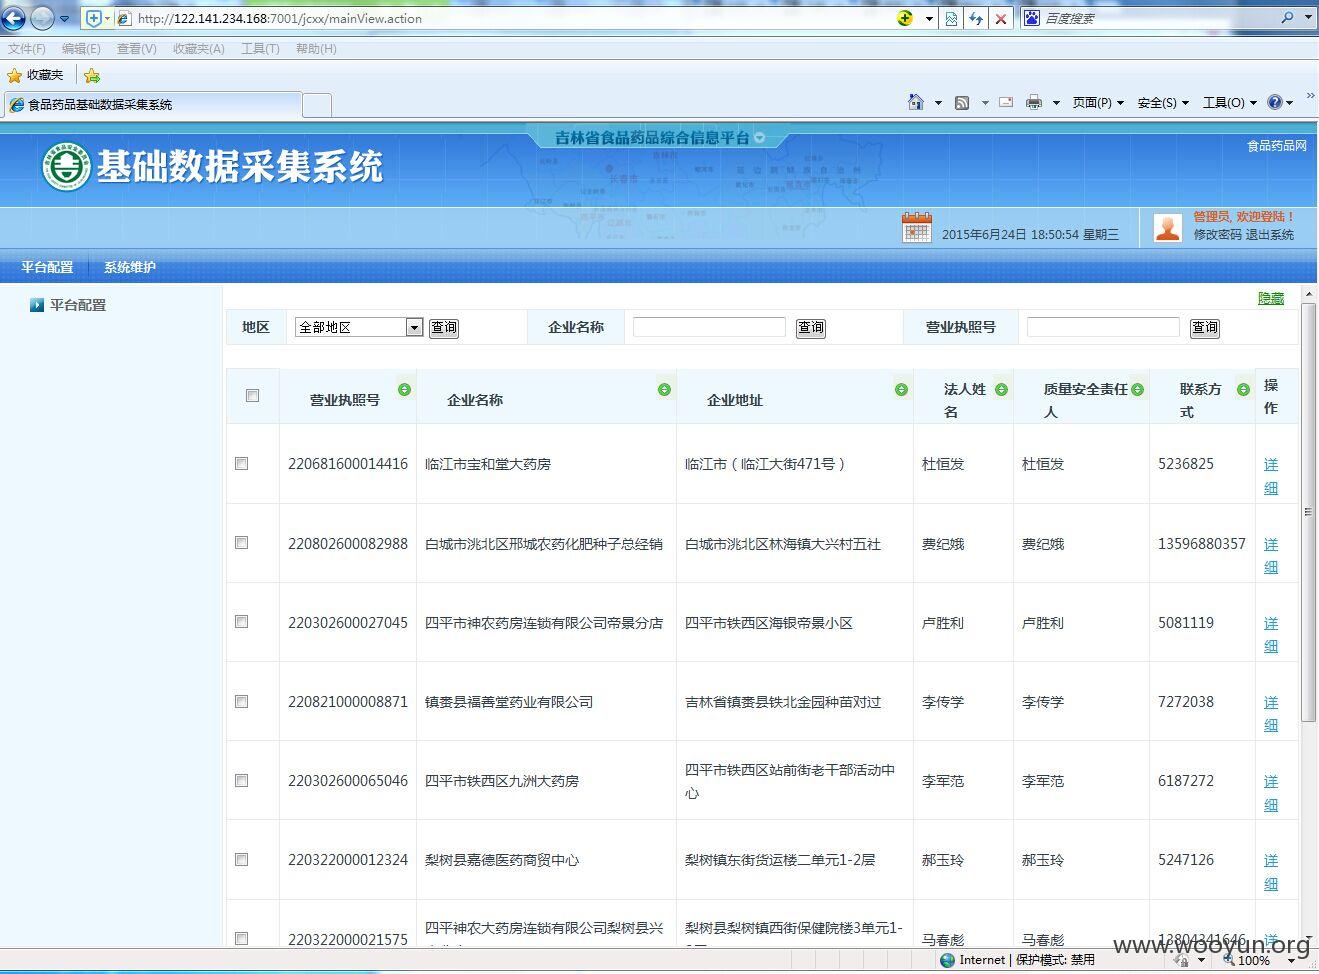 http://122.141.234.168:7001/jcxx/mainView.action
百度搜索
文件(F) 编辑(E) 查看(V) 收藏夹(A) 工具(T) 帮助(H)
收藏夹
食品药品基础数据采集系统
页面(P) 安全(S) 工具(O)
吉林省食品药品综合信息平台
食品药品网
基础数据采集系统
2015年6月24日 18:50:54 星期三
管理员, 欢迎登陆！
修改密码 退出系统
平台配置 系统维护
平台配置
隐藏
地区 全部地区 查询 企业名称 查询 营业执照号 查询
营业执照号 企业名称 企业地址 法人姓名 质量安全责任人 联系方式 操作
220681600014416 临江市宝和堂大药房 临江市（临江大街471号） 杜恒发 杜恒发 5236825 详细
220802600082988 白城市洮北区邢城农药化肥种子总经销 白城市洮北区林海镇大兴村五社 费纪娥 费纪娥 13596880357 详细
220302600027045 四平市神农药房连锁有限公司帝景分店 四平市铁西区海银帝景小区 卢胜利 卢胜利 5081119 详细
220821000008871 镇赉县福善堂药业有限公司 吉林省镇赉县铁北金园种苗对过 李传学 李传学 7272038 详细
220302600065046 四平市铁西区九洲大药房 四平市铁西区站前街老干部活动中心 李军范 李军范 6187272 详细
220322000012324 梨树县嘉德医药商贸中心 梨树镇东街货运楼二单元1-2层 郝玉玲 郝玉玲 5247126 详细
220322000021575 四平神农大药房连锁有限公司梨树县兴 梨树县梨树镇西街保健院楼3单元1- 马春彪 马春彪 13804341646 详
www.wooyun.org
Internet | 保护模式: 禁用
100%